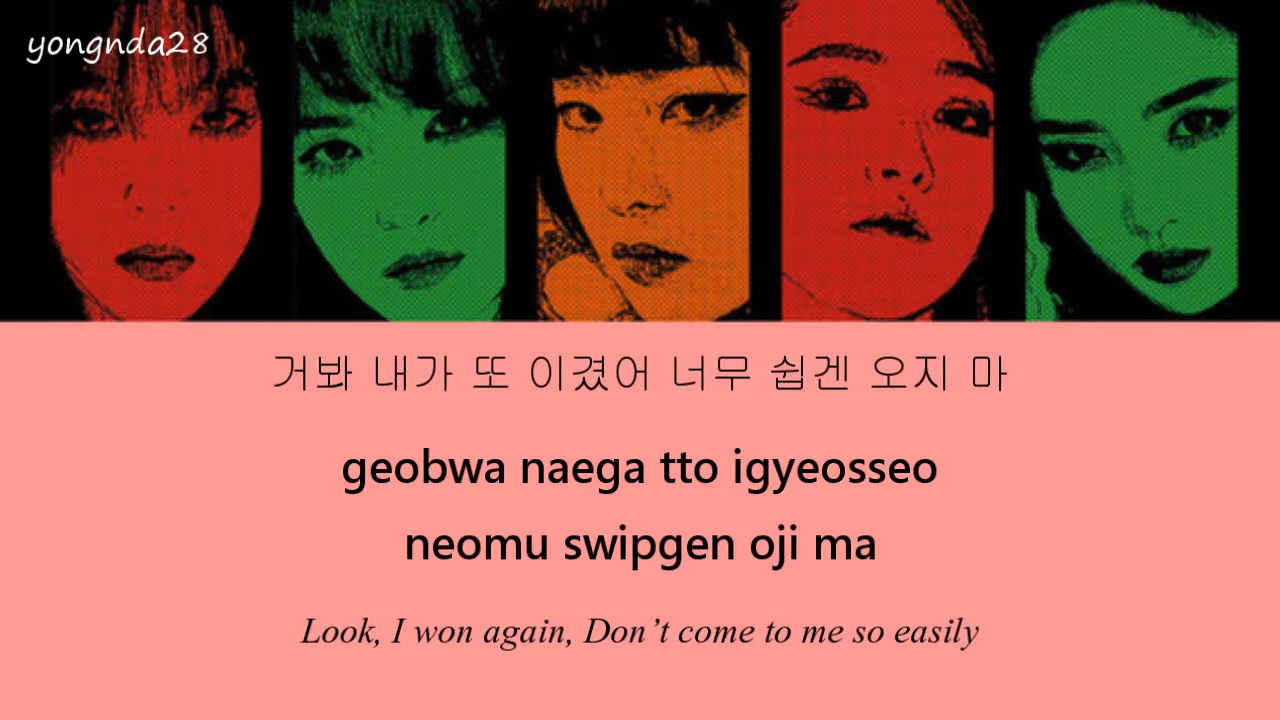 yongnda28
거봐 내가 또 이겼어 너무 쉽겐 오지 마
geobwa naega tto igyeosseo
neomu swipgen oji ma
Look, I won again, Don’t come to me so easily